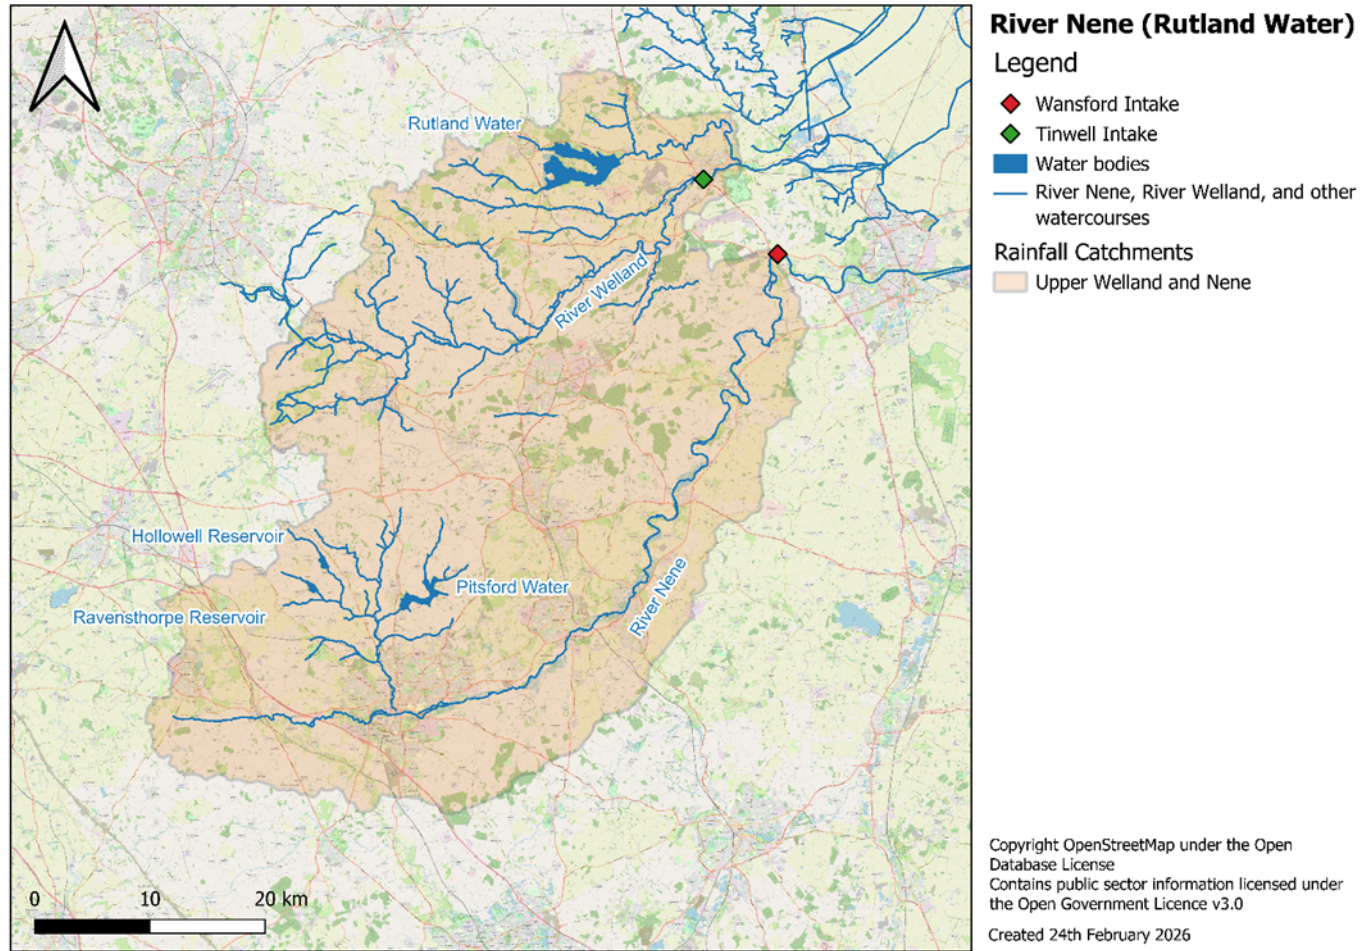 River Nene (Rutland Water)
Legend
Wansford Intake
Tinwell Intake
Water bodies
River Nene, River Welland, and other
watercourses
Rainfall Catchments
Upper Welland and Nene
Rutland Water
River Welland
Hollowell Reservoir
Pitsford Water
Ravensthorpe Reservoir
River Nene
0 10 20 km
Copyright OpenStreetMap under the Open
Database License
Contains public sector information licensed under
the Open Government Licence v3.0
Created 24th February 2026